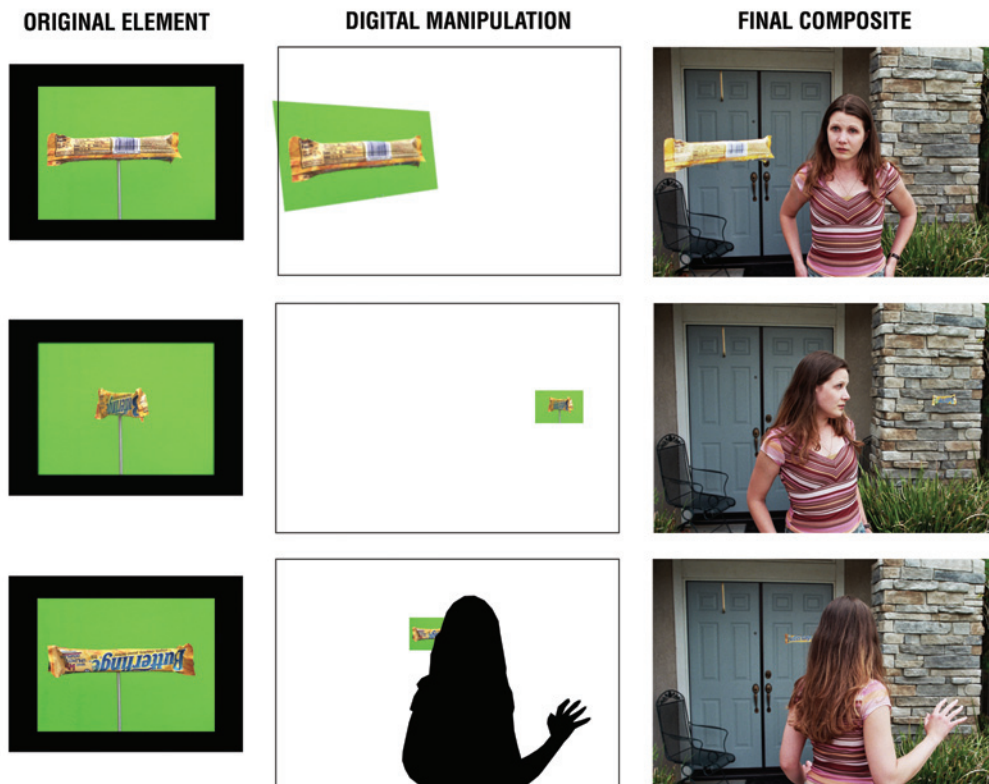 ORIGINAL ELEMENT
DIGITAL MANIPULATION
FINAL COMPOSITE
Butterfinger